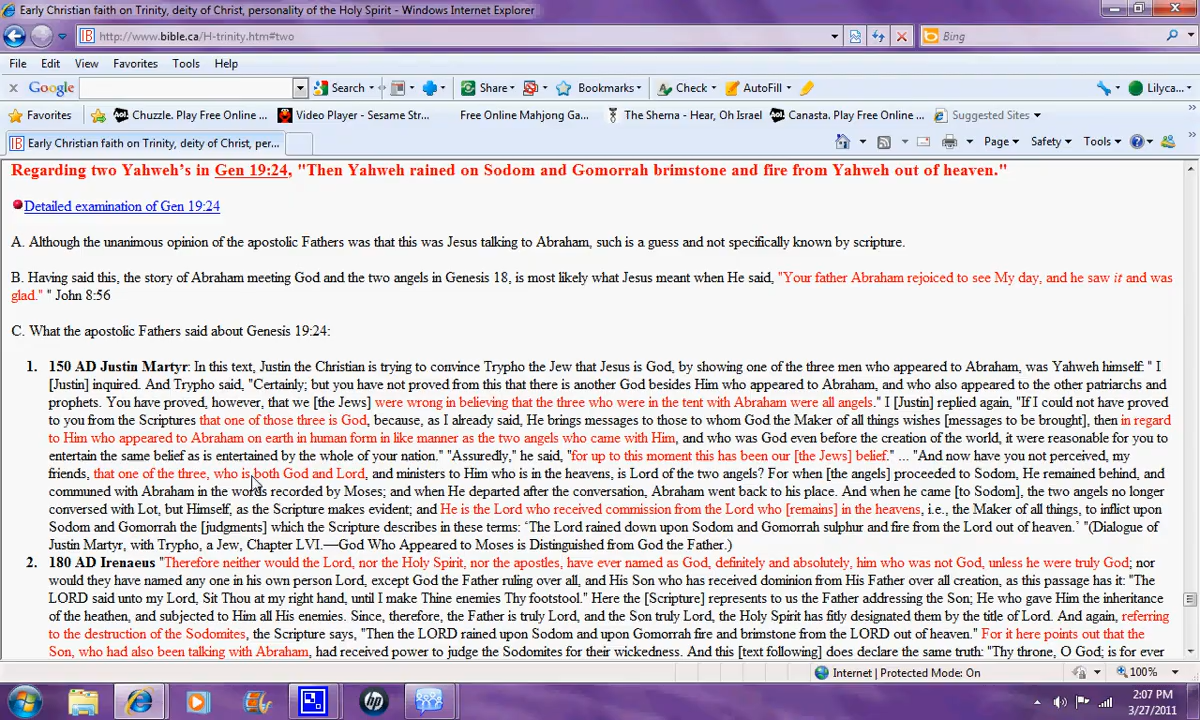 Early Christian faith on Trinity, deity of Christ, personality of the Holy Spirit - Windows Internet Explorer
http://www.bible.ca/H-trinity.htm#two
Bing
File Edit View Favorites Tools Help
x Google Search Share Bookmarks Check AutoFill Lilyca...
Favorites Chuzzle. Play Free Online ... Video Player - Sesame Str... Free Online Mahjong Ga... The Shema - Hear, Oh Israel Canasta. Play Free Online ... Suggested Sites
Early Christian faith on Trinity, deity of Christ, per... Page Safety Tools
Regarding two Yahweh's in Gen 19:24, "Then Yahweh rained on Sodom and Gomorrah brimstone and fire from Yahweh out of heaven."
Detailed examination of Gen 19:24
A. Although the unanimous opinion of the apostolic Fathers was that this was Jesus talking to Abraham, such is a guess and not specifically known by scripture.
B. Having said this, the story of Abraham meeting God and the two angels in Genesis 18, is most likely what Jesus meant when He said, "Your father Abraham rejoiced to see My day, and he saw it and was
glad." " John 8:56
C. What the apostolic Fathers said about Genesis 19:24:
1. 150 AD Justin Martyr: In this text, Justin the Christian is trying to convince Trypho the Jew that Jesus is God, by showing one of the three men who appeared to Abraham, was Yahweh himself: " I
[Justin] inquired. And Trypho said, "Certainly; but you have not proved from this that there is another God besides Him who appeared to Abraham, and who also appeared to the other patriarchs and
prophets. You have proved, however, that we [the Jews] were wrong in believing that the three who were in the tent with Abraham were all angels." I [Justin] replied again, "If I could not have proved
to you from the Scriptures that one of those three is God, because, as I already said, He brings messages to those to whom God the Maker of all things wishes [messages to be brought], then in regard
to Him who appeared to Abraham on earth in human form in like manner as the two angels who came with Him, and who was God even before the creation of the world, it were reasonable for you to
entertain the same belief as is entertained by the whole of your nation." "Assuredly," he said, "for up to this moment this has been our [the Jews] belief." ... "And now have you not perceived, my
friends, that one of the three, who is both God and Lord, and ministers to Him who is in the heavens, is Lord of the two angels? For when [the angels] proceeded to Sodom, He remained behind, and
communed with Abraham in the words recorded by Moses; and when He departed after the conversation, Abraham went back to his place. And when he came [to Sodom], the two angels no longer
conversed with Lot, but Himself, as the Scripture makes evident; and He is the Lord who received commission from the Lord who [remains] in the heavens, i.e., the Maker of all things, to inflict upon
Sodom and Gomorrah the [judgments] which the Scripture describes in these terms: 'The Lord rained down upon Sodom and Gomorrah sulphur and fire from the Lord out of heaven.' "(Dialogue of
Justin Martyr, with Trypho, a Jew, Chapter LVI.—God Who Appeared to Moses is Distinguished from God the Father.)
2. 180 AD Irenaeus "Therefore neither would the Lord, nor the Holy Spirit, nor the apostles, have ever named as God, definitely and absolutely, him who was not God, unless he were truly God; nor
would they have named any one in his own person Lord, except God the Father ruling over all, and His Son who has received dominion from His Father over all creation, as this passage has it: "The
LORD said unto my Lord, Sit Thou at my right hand, until I make Thine enemies Thy footstool." Here the [Scripture] represents to us the Father addressing the Son; He who gave Him the inheritance
of the heathen, and subjected to Him all His enemies. Since, therefore, the Father is truly Lord, and the Son truly Lord, the Holy Spirit has fitly designated them by the title of Lord. And again, referring
to the destruction of the Sodomites, the Scripture says, "Then the LORD rained upon Sodom and upon Gomorrah fire and brimstone from the LORD out of heaven." For it here points out that the
Son, who had also been talking with Abraham, had received power to judge the Sodomites for their wickedness. And this [text following] does declare the same truth: "Thy throne, O God; is for ever
Internet | Protected Mode: On 100%
2:07 PM
3/27/2011